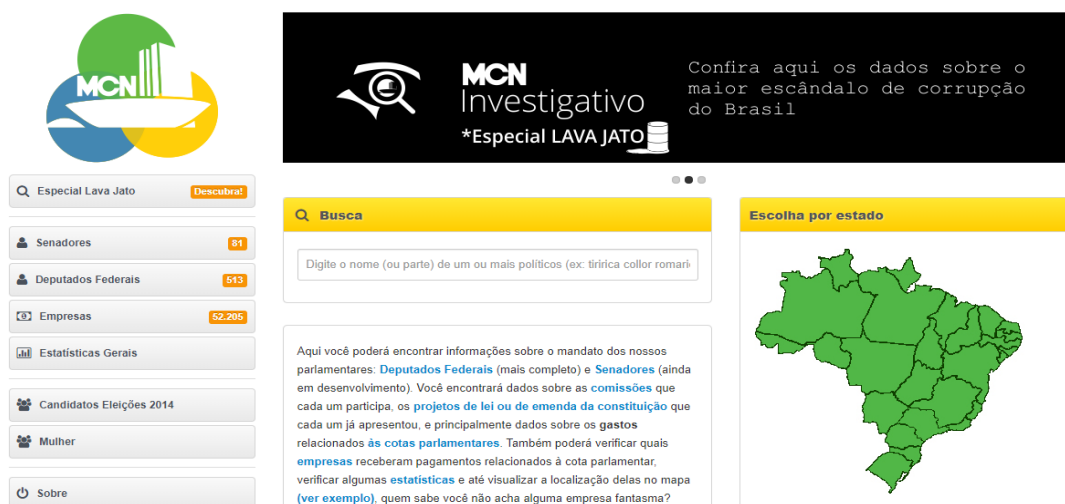 MCN
Especial Lava Jato
Descubra!
Senadores
81
Deputados Federais
513
Empresas
52.205
Estatísticas Gerais
Candidatos Eleições 2014
Mulher
Sobre
MCN
Investigativo
*Especial LAVA JATO
Confira aqui os dados sobre o
maior escândalo de corrupção
do Brasil
Busca
Digite o nome (ou parte) de um ou mais políticos (ex: tiririca collor romari
Aqui você poderá encontrar informações sobre o mandato dos nossos
parlamentares: Deputados Federais (mais completo) e Senadores (ainda
em desenvolvimento). Você encontrará dados sobre as comissões que
cada um participa, os projetos de lei ou de emenda da constituição que
cada um já apresentou, e principalmente dados sobre os gastos
relacionados às cotas parlamentares. Também poderá verificar quais
empresas receberam pagamentos relacionados à cota parlamentar,
verificar algumas estatísticas e até visualizar a localização delas no mapa
(ver exemplo), quem sabe você não acha alguma empresa fantasma?
Escolha por estado